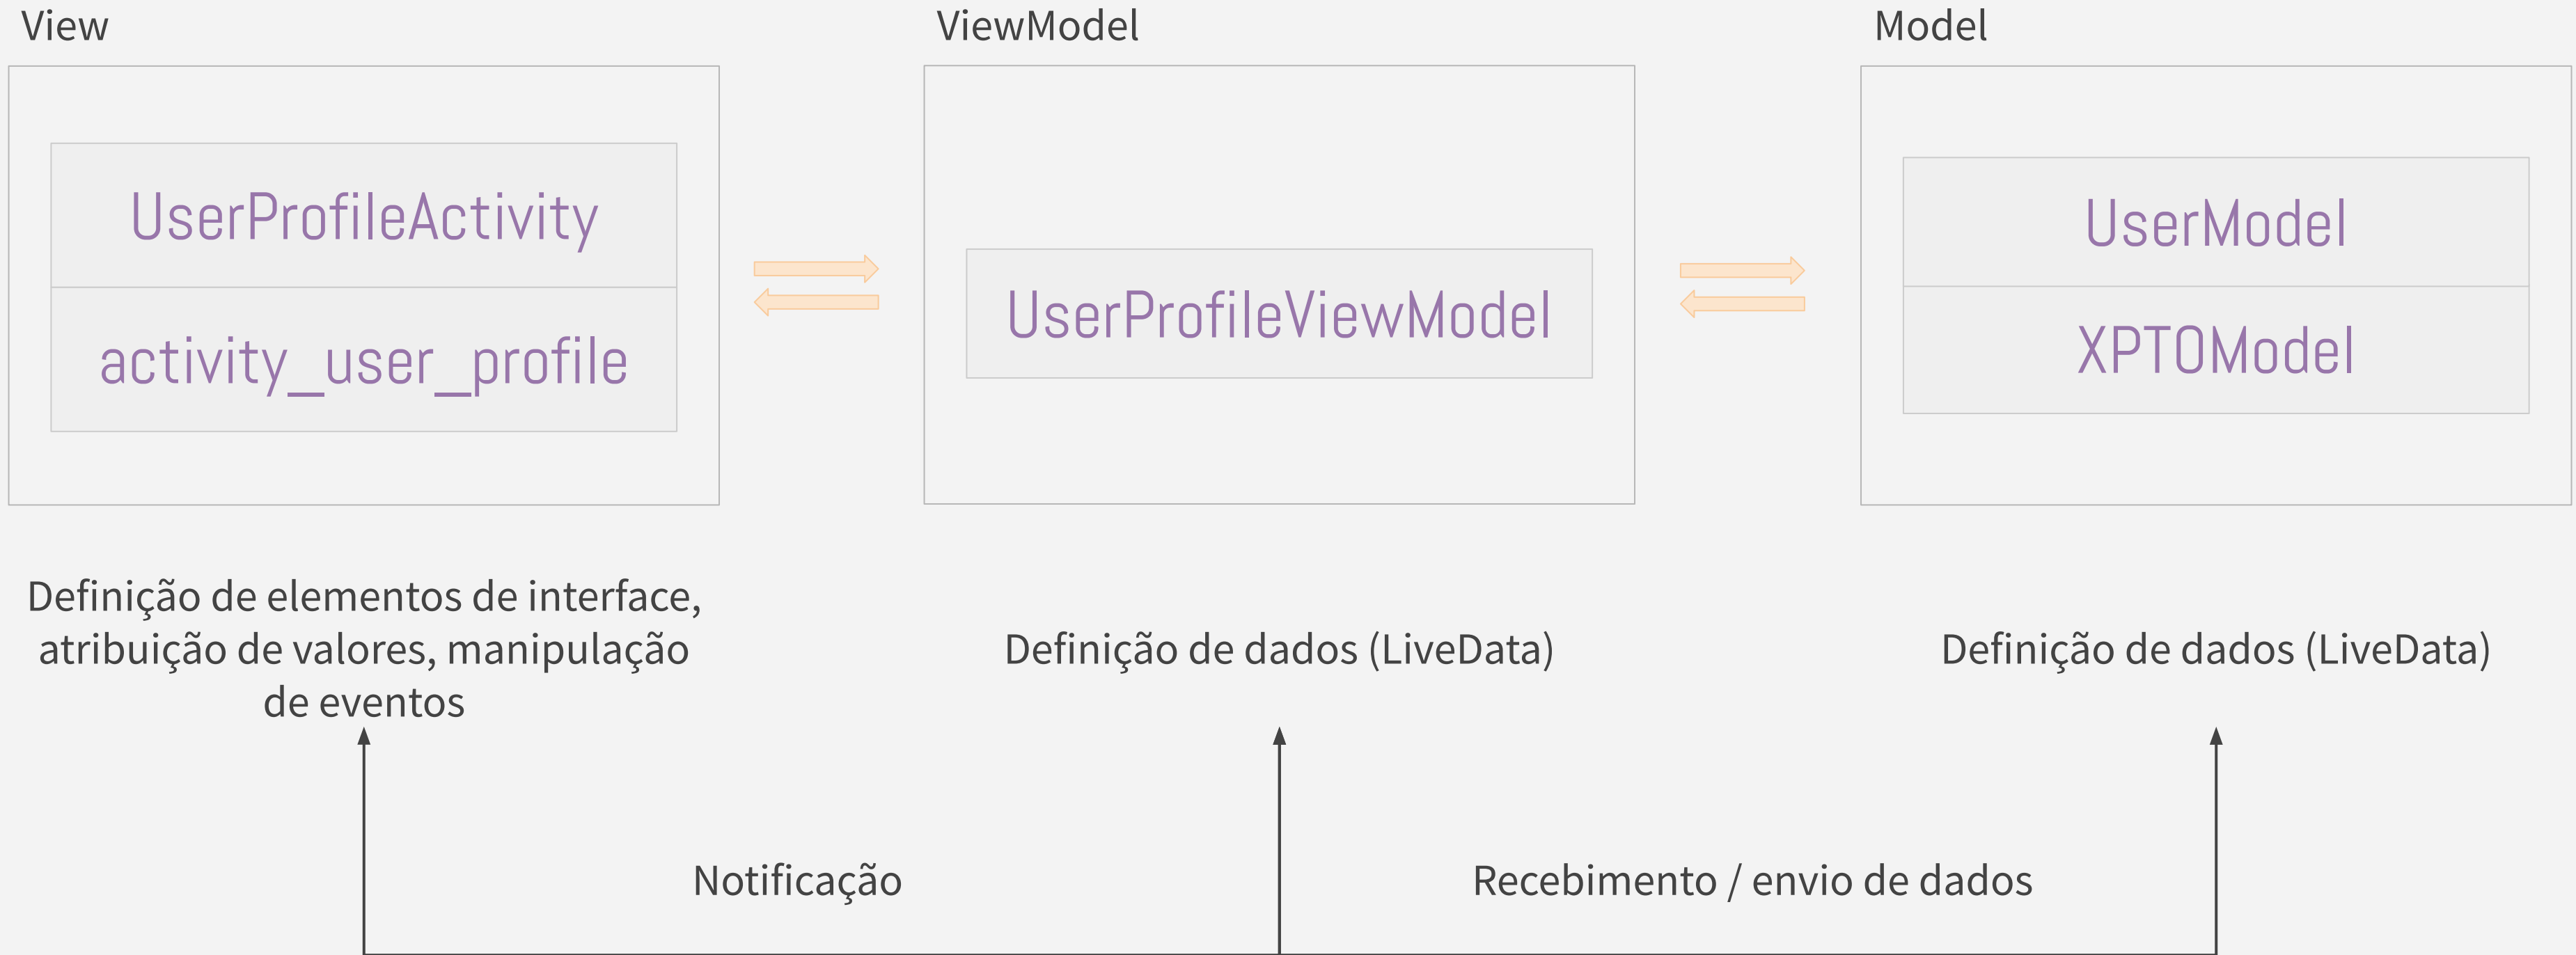 View
ViewModel
Model
UserProfileActivity
activity_user_profile
UserProfileViewModel
UserModel
XPTOModel
Definição de elementos de interface,
atribuição de valores, manipulação
de eventos
Definição de dados (LiveData)
Definição de dados (LiveData)
Notificação
Recebimento / envio de dados